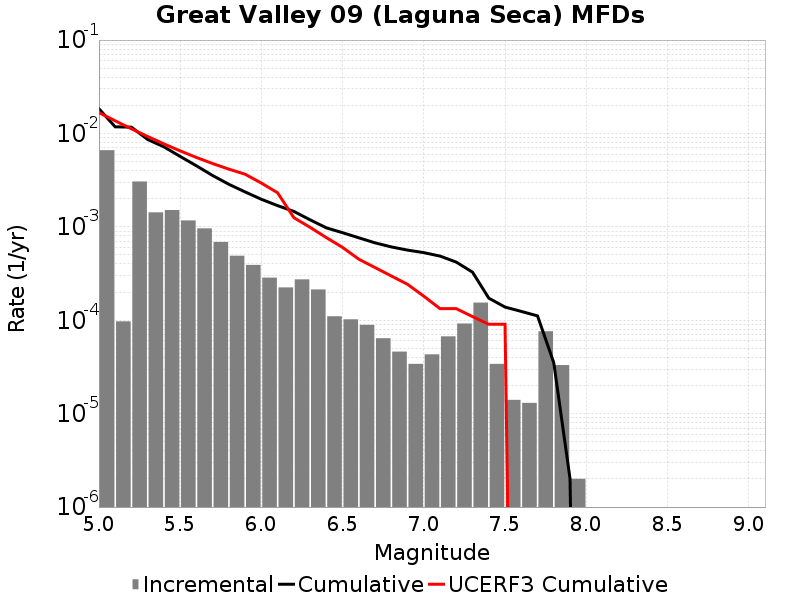 Great Valley 09 (Laguna Seca) MFDs
Rate (1/yr)
10-1
10-2
10-3
10-4
10-5
10-6
5.0 5.5 6.0 6.5 7.0 7.5 8.0 8.5 9.0
Magnitude
Incremental Cumulative UCERF3 Cumulative